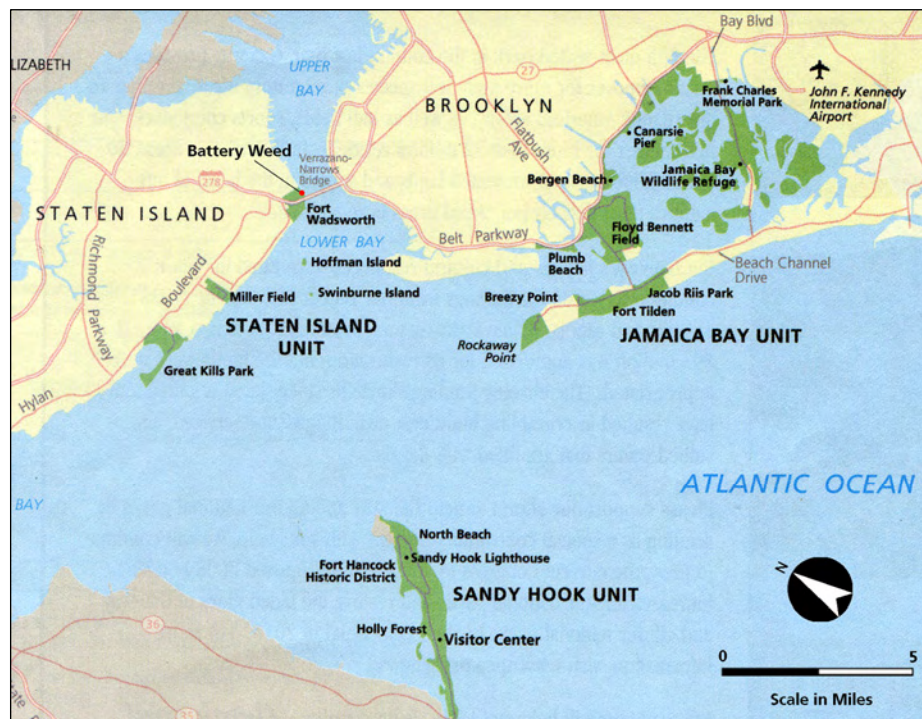 Bay Blvd
LIZABETH
UPPER
BAY
27
Frank Charles
Memorial Park
John F. Kennedy
International
Airport
BROOKLYN
Flatbush
Ave
Canarsie
Pier
Battery Weed
Verrazano-
Narrows
Bridge
Jamaica Bay
Wildlife Refuge
278
Bergen Beach
STATEN ISLAND
Fort
Wadsworth
Belt Parkway
Floyd Bennett
Field
LOWER BAY
Hoffman Island
Plumb
Beach
Beach Channel
Drive
Richmond Parkway
Boulevard
Miller Field
Swinburne Island
Breezy Point
Jacob Riis Park
Fort Tilden
STATEN ISLAND
UNIT
JAMAICA BAY UNIT
Rockaway
Point
Great Kills Park
Hylan
ATLANTIC OCEAN
BAY
North Beach
Sandy Hook Lighthouse
Fort Hancock
Historic District
N
SANDY HOOK UNIT
36
Holly Forest
Visitor Center
0 5
Scale in Miles
35